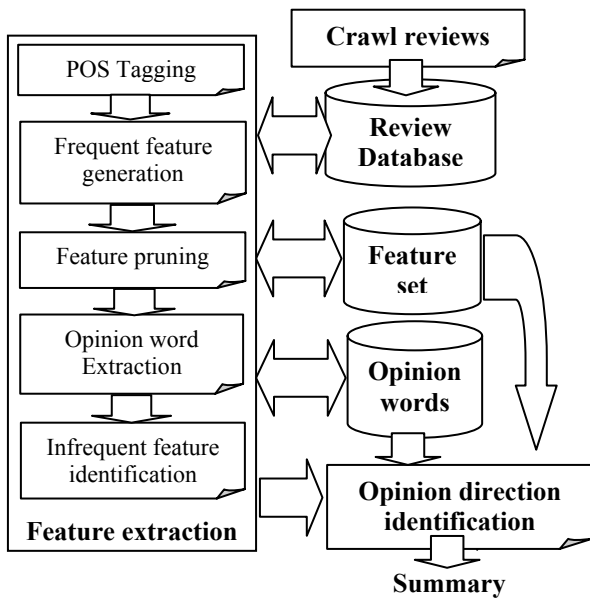 POS Tagging
Frequent feature
generation
Feature pruning
Opinion word
Extraction
Infrequent feature
identification
Feature extraction
Crawl reviews
Review
Database
Feature
set
Opinion
words
Opinion direction
identification
Summary